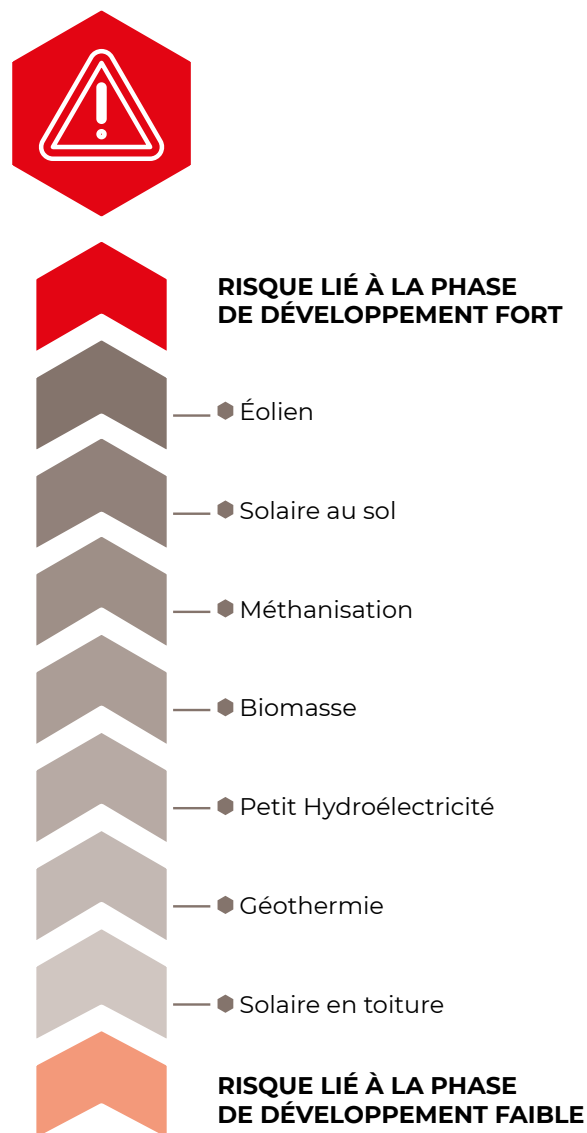 RISQUE LIÉ À LA PHASE
DE DÉVELOPPEMENT FORT
Éolien
Solaire au sol
Méthanisation
Biomasse
Petit Hydroélectricité
Géothermie
Solaire en toiture
RISQUE LIÉ À LA PHASE
DE DÉVELOPPEMENT FAIBLE